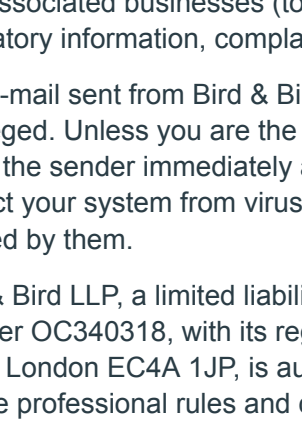 associated businesses (to
atory information, compla
-mail sent from Bird & Bi
ged. Unless you are the
the sender immediately a
ct your system from virus
ed by them.
& Bird LLP, a limited liabili
er OC340318, with its reg
London EC4A 1JP, is au
e professional rules and c